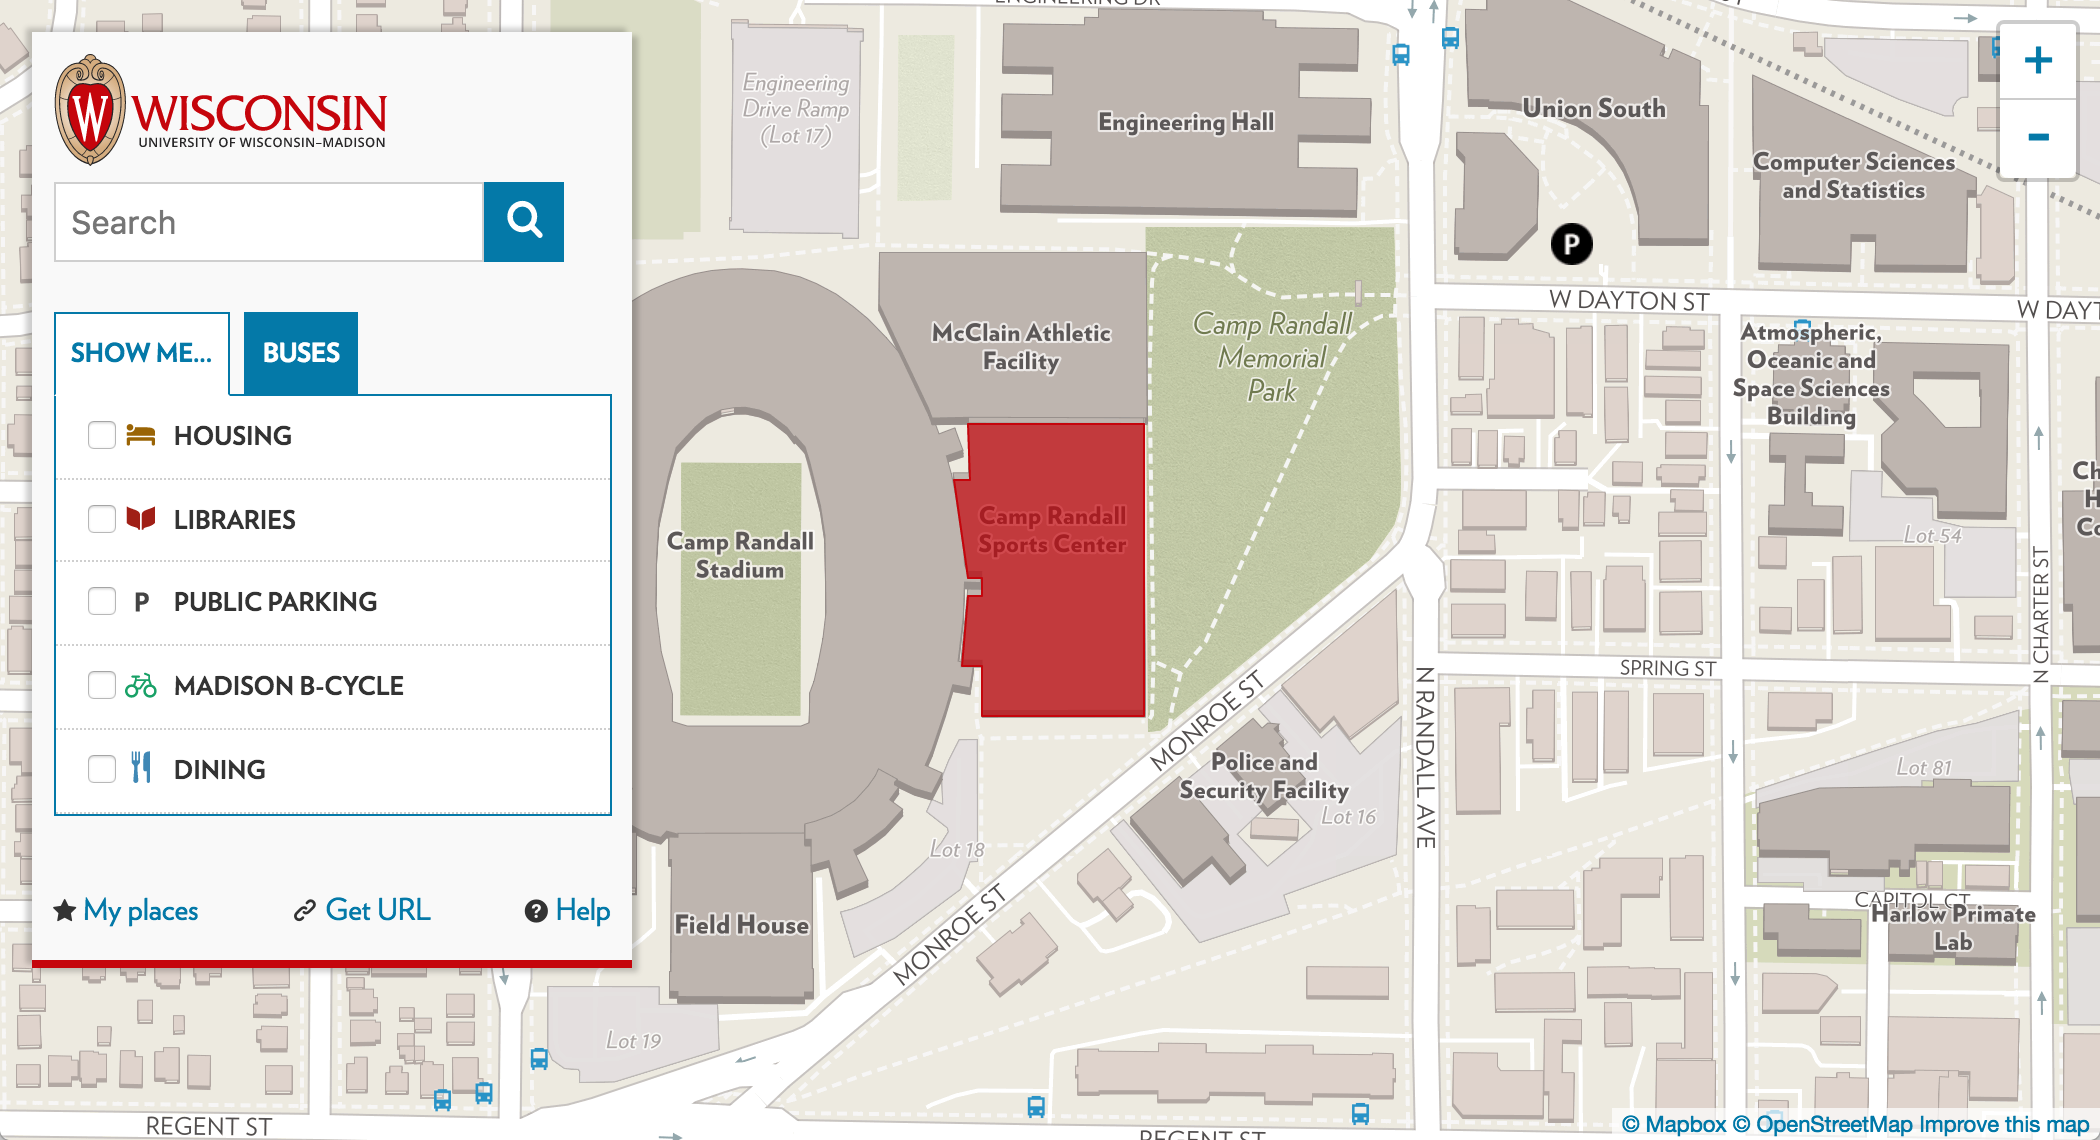 WISCONSIN
UNIVERSITY OF WISCONSIN–MADISON
Search
SHOW ME...
BUSES
HOUSING
LIBRARIES
P PUBLIC PARKING
MADISON B-CYCLE
DINING
My places
Get URL
? Help
ENGINEERING DR
Engineering
Drive Ramp
(Lot 17)
Engineering Hall
Union South
Computer Sciences
and Statistics
+
-
P
W DAYTON ST
W DAYT
McClain Athletic
Facility
Camp Randall
Memorial
Park
Atmospheric,
Oceanic and
Space Sciences
Building
Camp Randall
Stadium
Camp Randall
Sports Center
Lot 54
Ch
H
Co
N CHARTER ST
SPRING ST
N RANDALL AVE
MONROE ST
Police and
Security Facility
Lot 16
Lot 81
Lot 18
MONROE ST
Field House
CAPITOL CT
Harlow Primate
Lab
Lot 19
REGENT ST
REGENT ST
© Mapbox © OpenStreetMap Improve this map